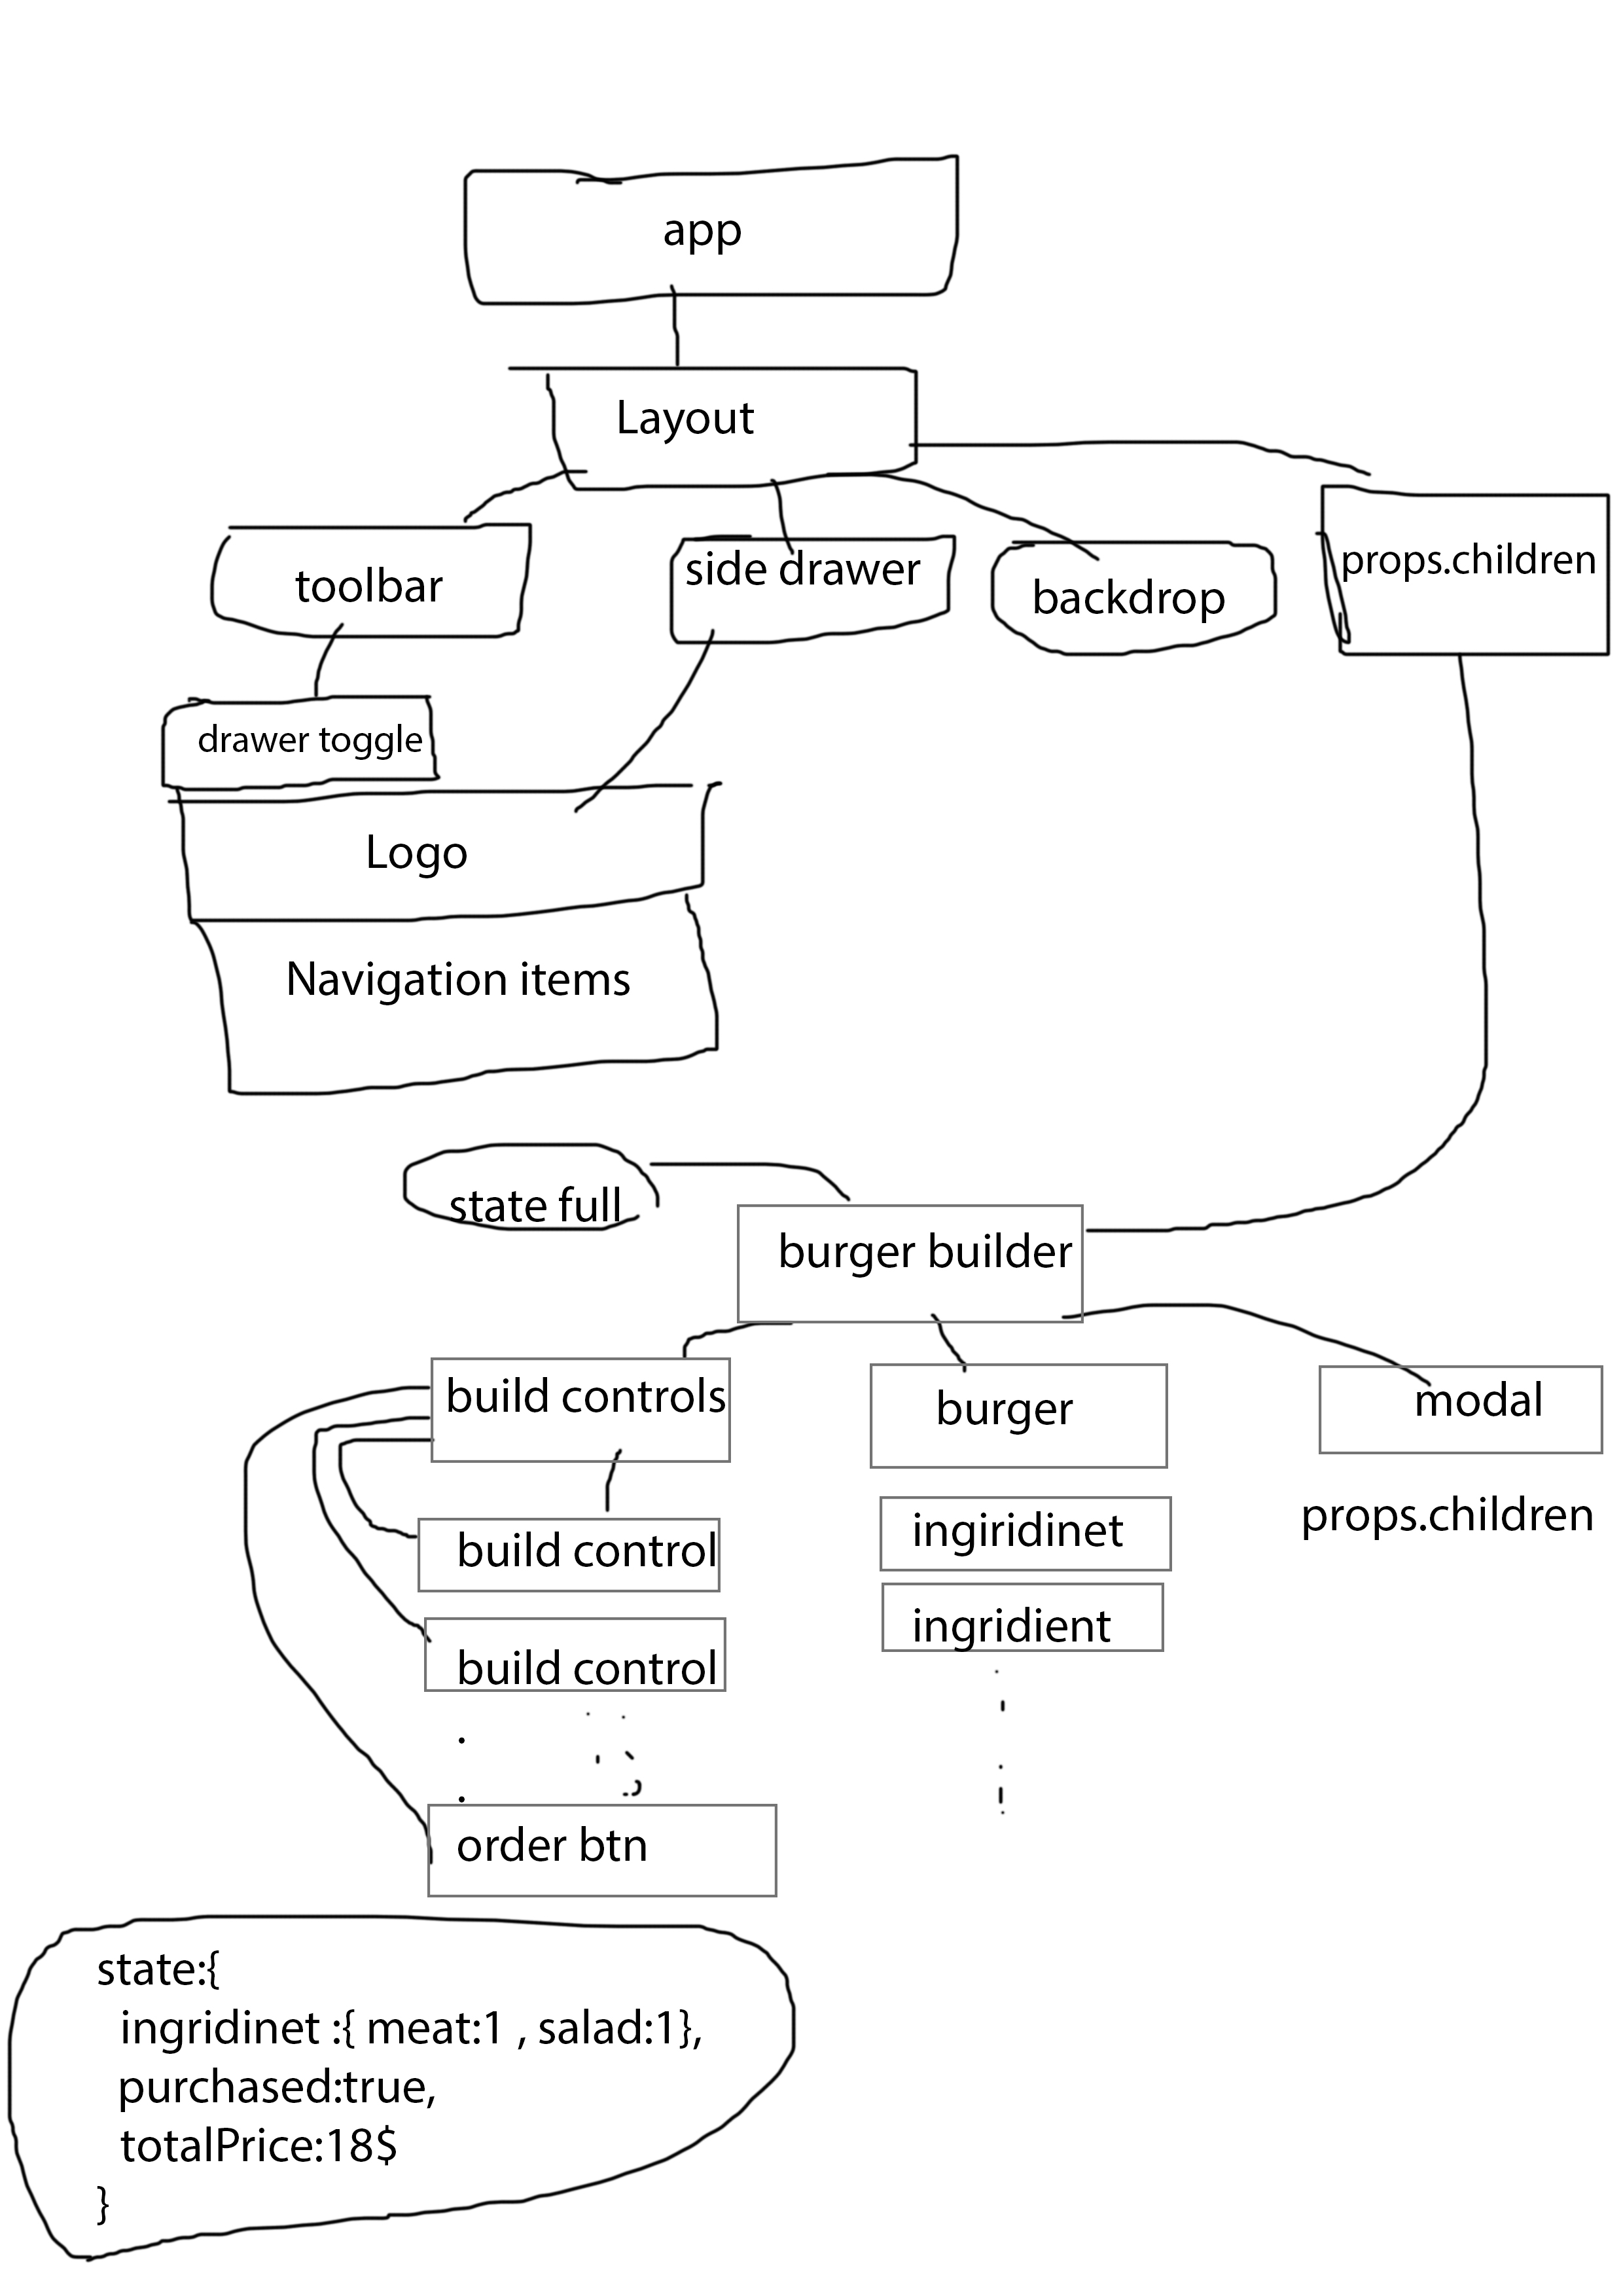 app
Layout
toolbar
side drawer
backdrop
props.children
drawer toggle
Logo
Navigation items
state full
burger builder
build controls
burger
modal
build control
ingiridinet
props.children
build control
ingridient
.
.
order btn
state:{
ingridinet :{ meat:1 , salad:1},
purchased:true,
totalPrice:18$
}